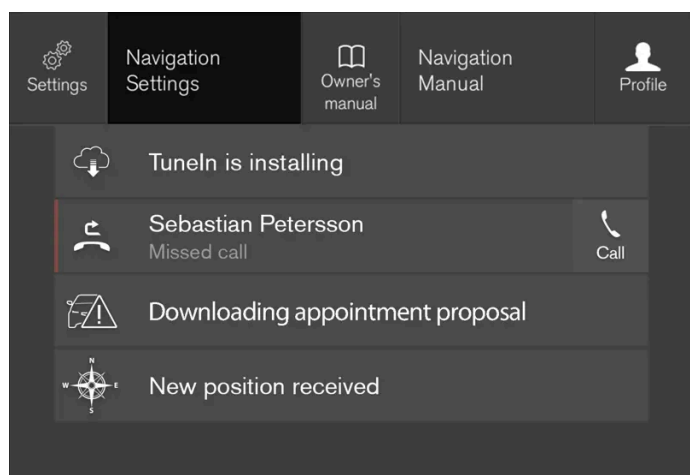 Settings
Navigation
Settings
Owner's
manual
Navigation
Manual
Profile
TuneIn is installing
Sebastian Petersson
Missed call
Call
Downloading appointment proposal
N
W
E
S
New position received